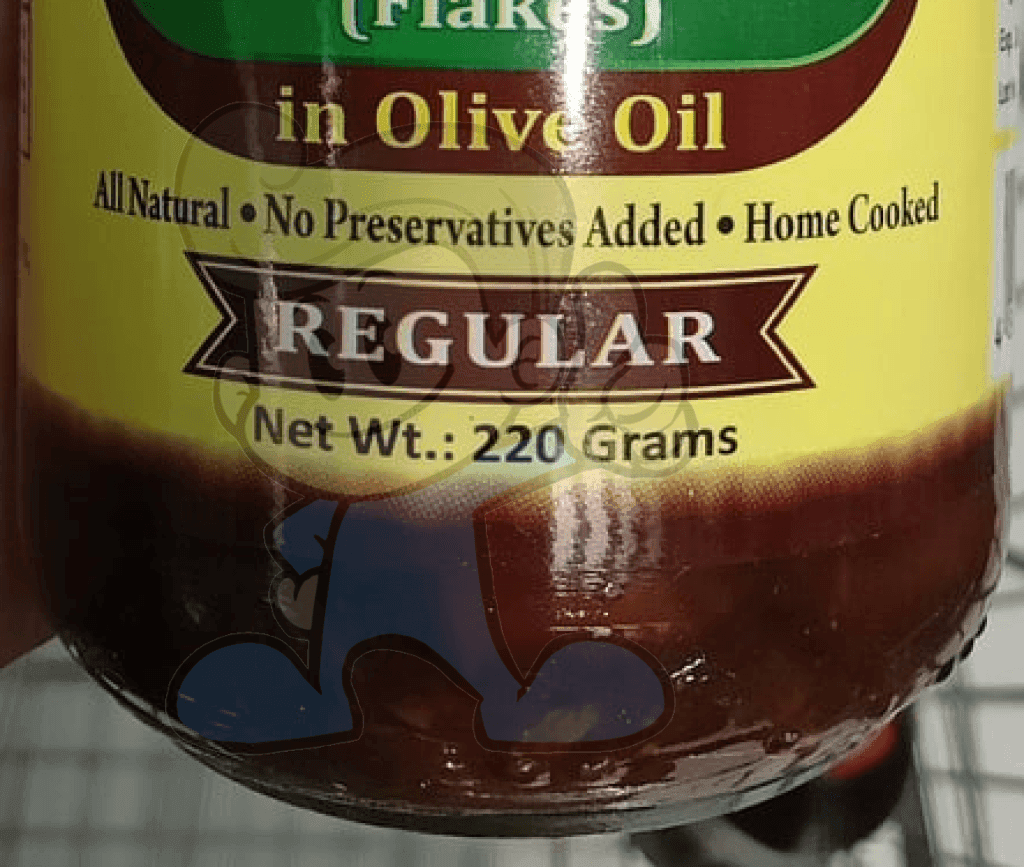 (Flakes)
in Olive Oil
All Natural • No Preservatives Added • Home Cooked
REGULAR
Net Wt.: 220 Grams